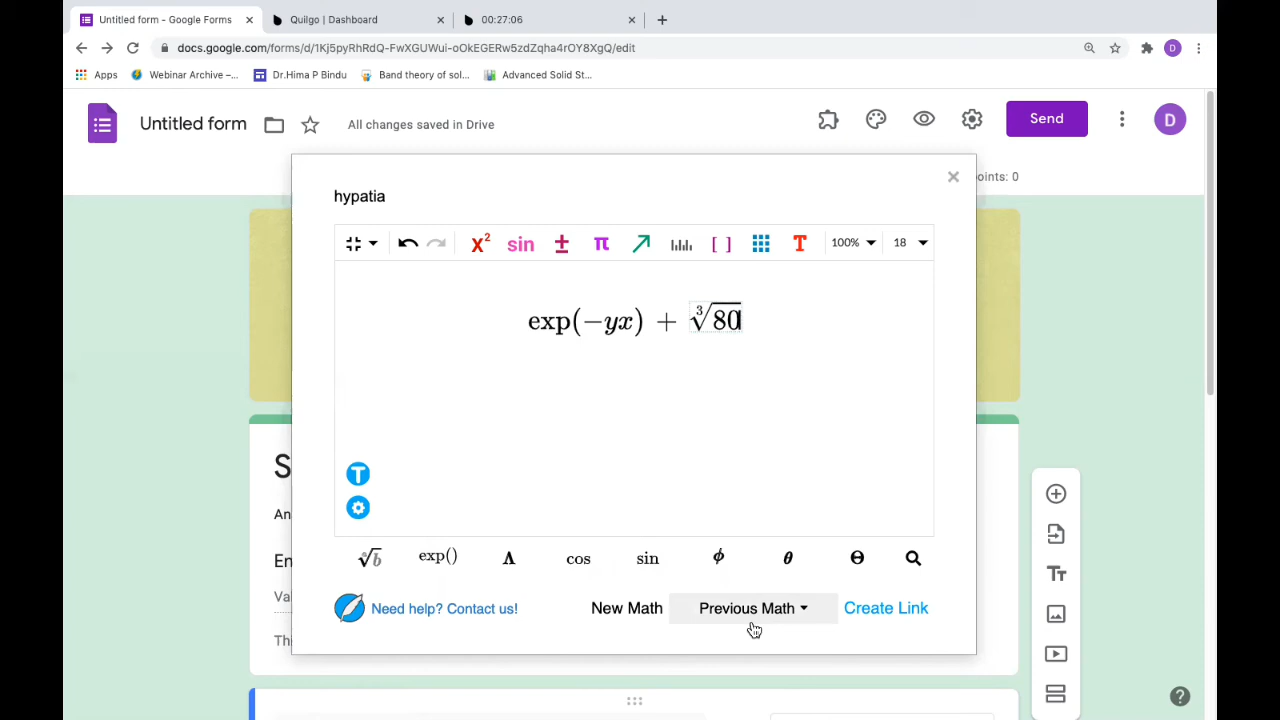 Untitled form - Google Forms
Quilgo | Dashboard
00:27:06
docs.google.com/forms/d/1Kj5pyRhRdQ-FwXGUWui-oOkEGERw5zdZqha4rOY8XgQ/edit
D
Apps
Webinar Archive –...
Dr.Hima P Bindu
Band theory of sol...
Advanced Solid St...
Untitled form
All changes saved in Drive
Send
D
oints: 0
hypatia
X²
sin
±
π
[ ]
T
100%
18
exp(−yx) + ∛80
T
S
An
En
Va
Th
ᵃ√b
exp()
Λ
cos
sin
ϕ
θ
Θ
Need help? Contact us!
New Math
Previous Math
Create Link
Tт